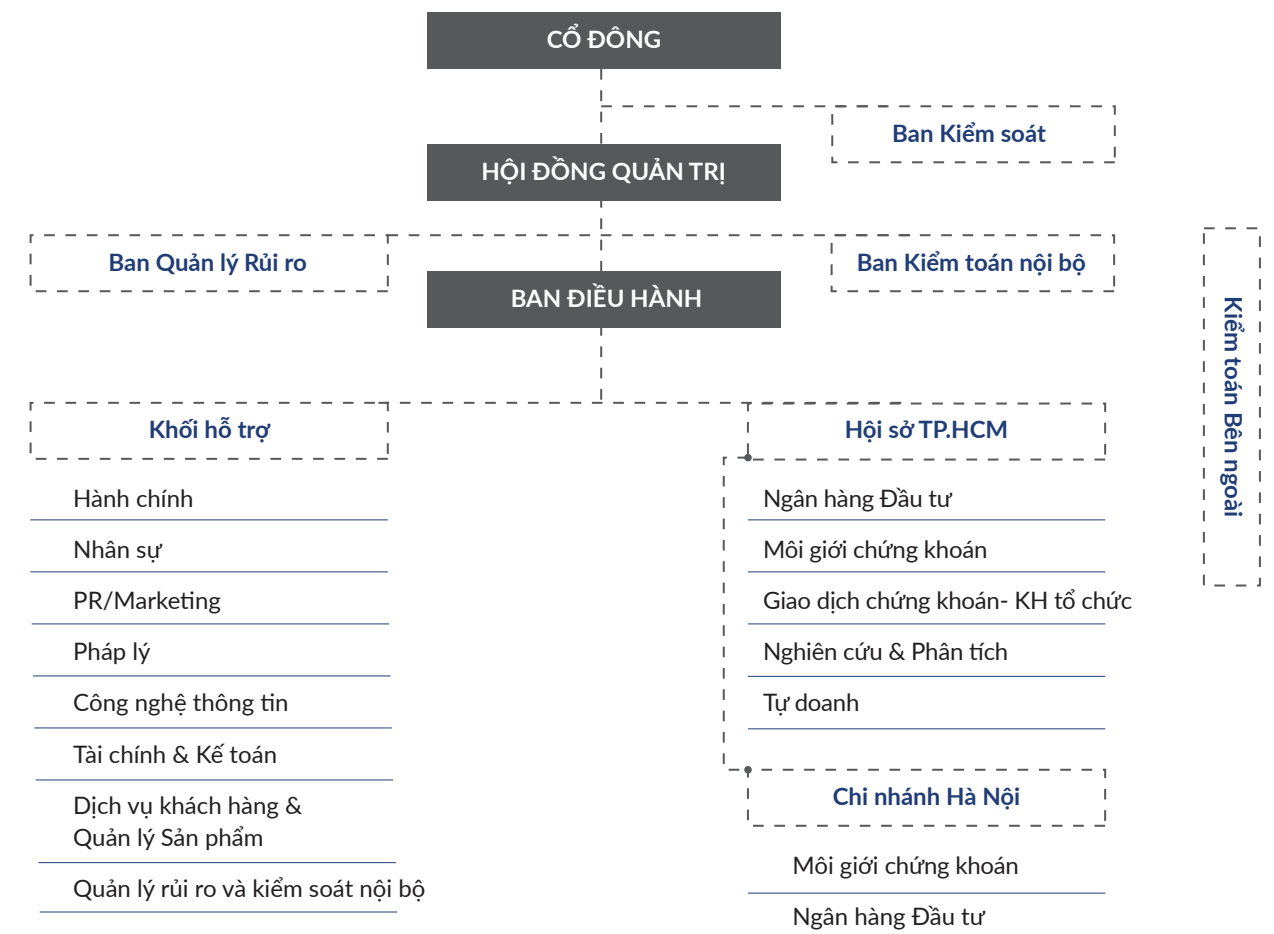 CỔ ĐÔNG
Ban Kiểm soát
HỘI ĐỒNG QUẢN TRỊ
Ban Quản lý Rủi ro
Ban Kiểm toán nội bộ
BAN ĐIỀU HÀNH
Kiểm toán Bên ngoài
Khối hỗ trợ
Hành chính
Nhân sự
PR/Marketing
Pháp lý
Công nghệ thông tin
Tài chính & Kế toán
Dịch vụ khách hàng &
Quản lý Sản phẩm
Quản lý rủi ro và kiểm soát nội bộ
Hội sở TP.HCM
Ngân hàng Đầu tư
Môi giới chứng khoán
Giao dịch chứng khoán- KH tổ chức
Nghiên cứu & Phân tích
Tự doanh
Chi nhánh Hà Nội
Môi giới chứng khoán
Ngân hàng Đầu tư